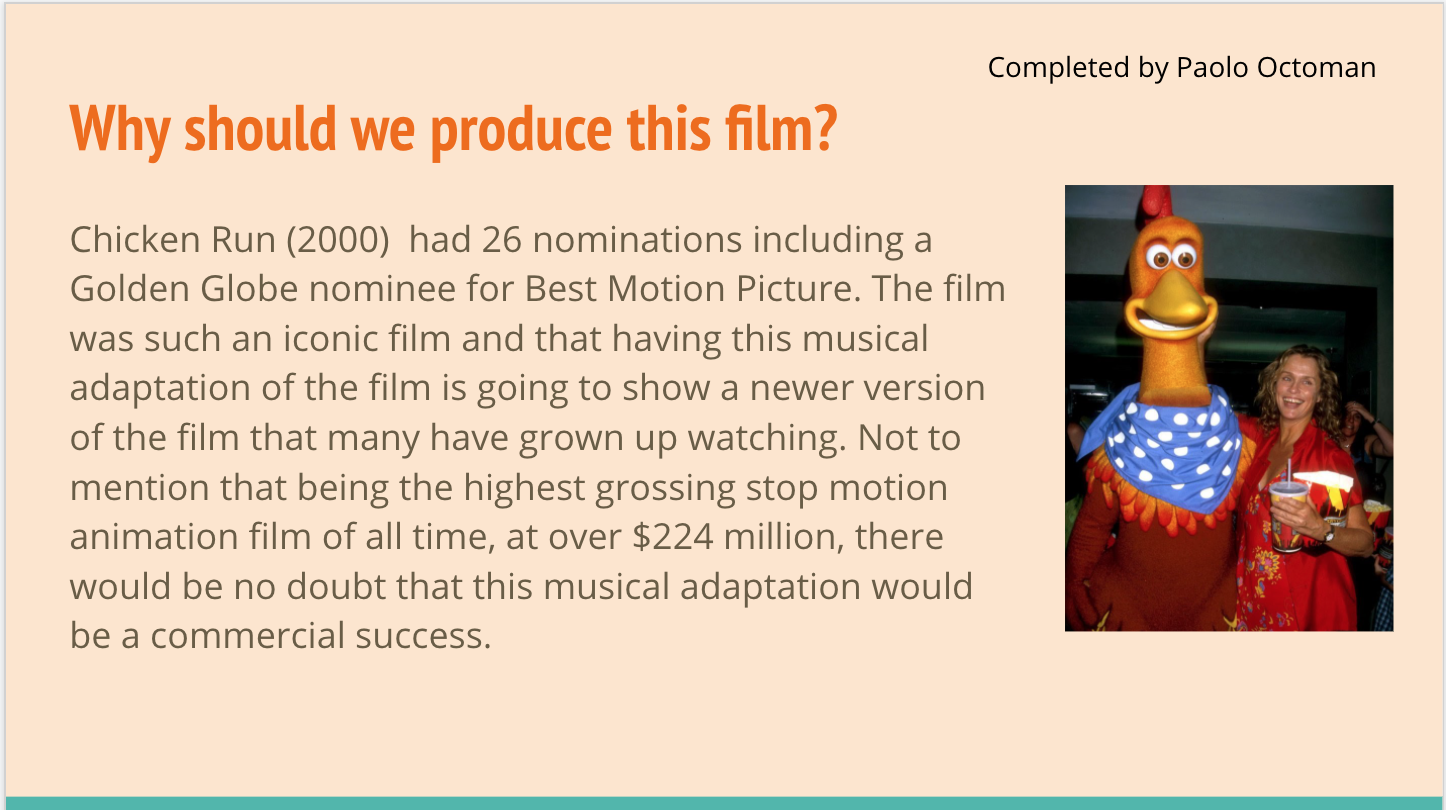 Completed by Paolo Octoman
Why should we produce this film?
Chicken Run (2000)  had 26 nominations including a
Golden Globe nominee for Best Motion Picture. The film
was such an iconic film and that having this musical
adaptation of the film is going to show a newer version
of the film that many have grown up watching. Not to
mention that being the highest grossing stop motion
animation film of all time, at over $224 million, there
would be no doubt that this musical adaptation would
be a commercial success.